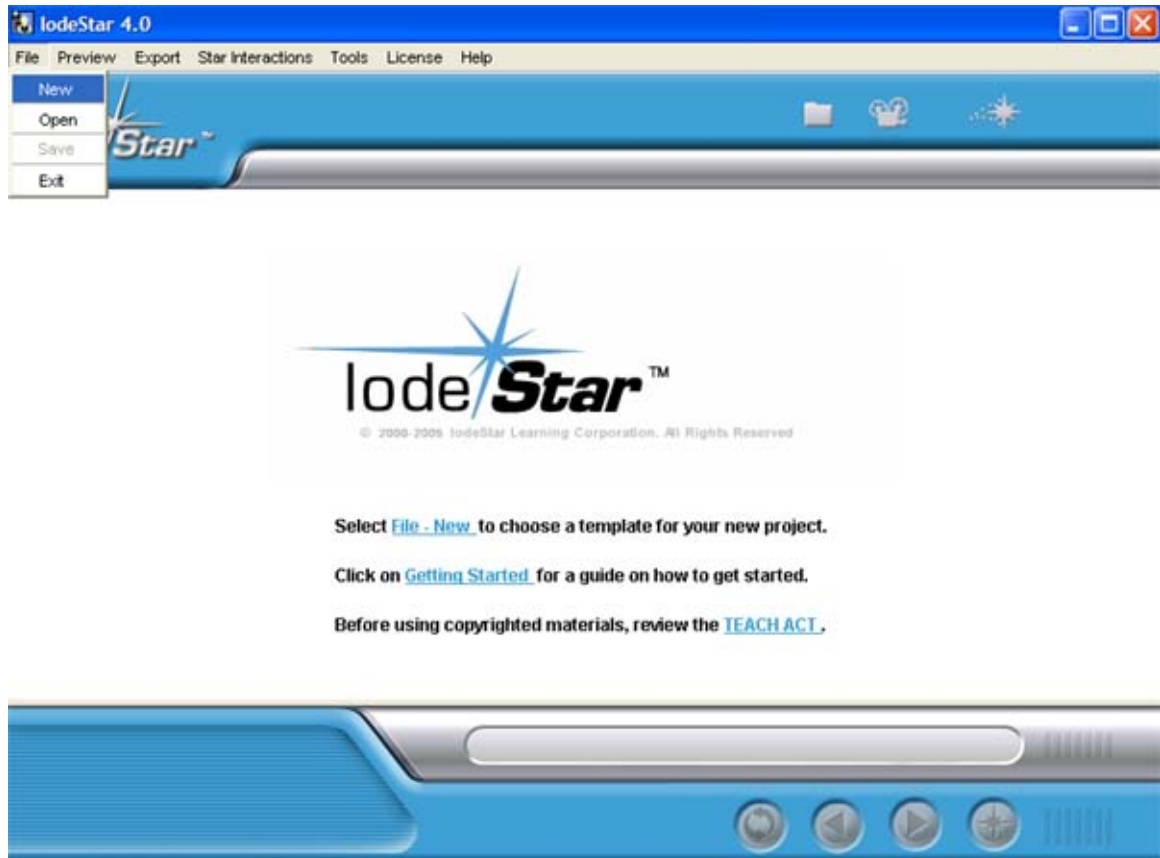 lodeStar 4.0
File Preview Export Star Interactions Tools License Help
New
Open
Save
Exit
Star™
lodeStar™
© 2000-2005 lodeStar Learning Corporation. All Rights Reserved
Select File - New to choose a template for your new project.
Click on Getting Started for a guide on how to get started.
Before using copyrighted materials, review the TEACH ACT .